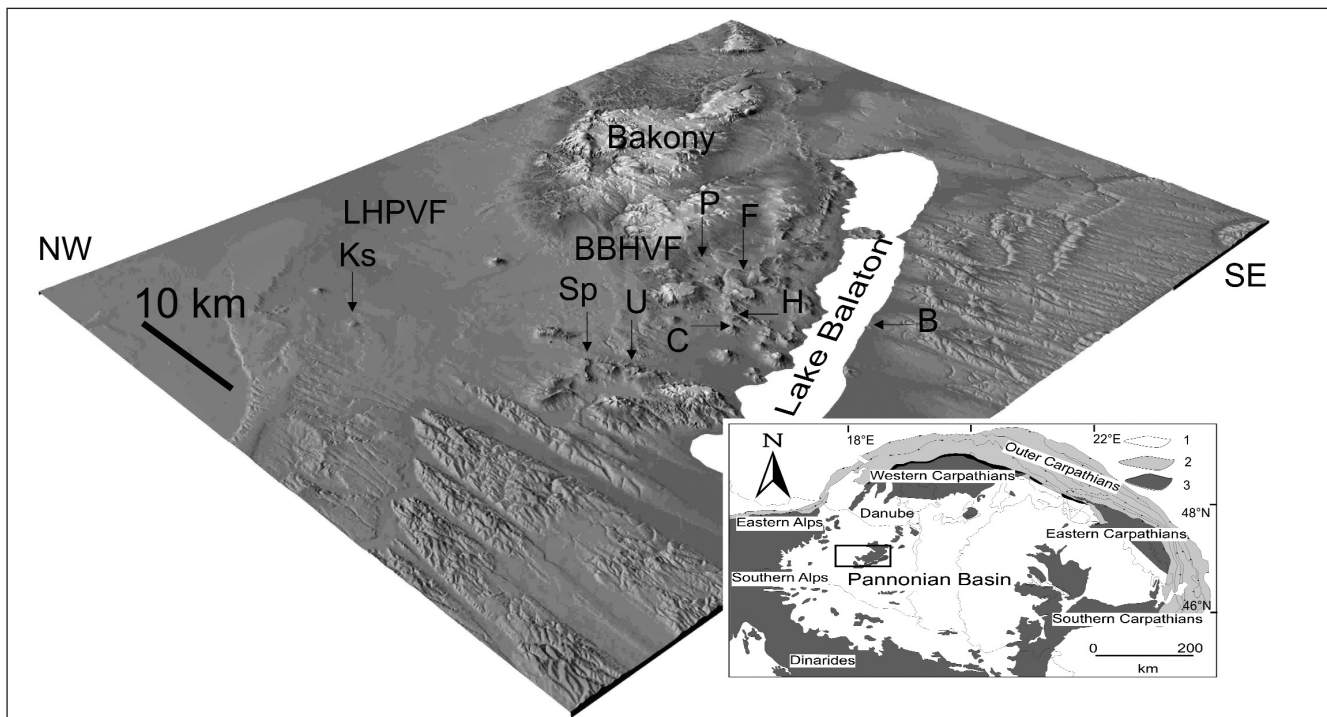 Bakony
P
F
LHPVF
NW
BBHVF
Ks
SE
Sp
U
H
10 km
C
B
Lake Balaton
N
18°E
22°E
1
Outer Carpathians
2
Western Carpathians
3
Danube
48°N
Eastern Alps
Eastern Carpathians
Southern Alps
Pannonian Basin
46°N
Southern Carpathians
0
200
Dinarides
km